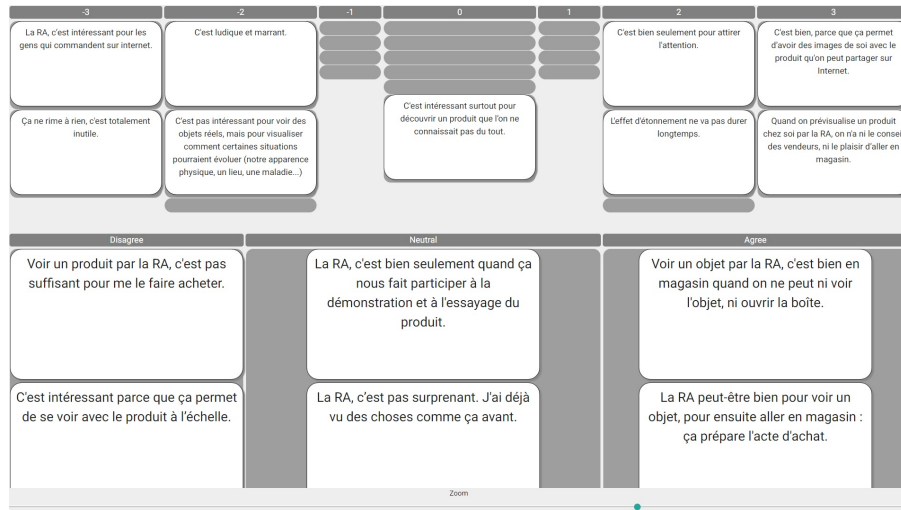 -3
-2
-1
0
1
2
3
La RA, c'est intéressant pour les
gens qui commandent sur internet.
C'est ludique et marrant.
C'est bien seulement pour attirer
l'attention.
C'est bien, parce que ça permet
d'avoir des images de soi avec le
produit qu'on peut partager sur
Internet.
Ça ne rime à rien, c'est totalement
inutile.
C'est pas intéressant pour voir des
objets réels, mais pour visualiser
comment certaines situations
pourraient évoluer (notre apparence
physique, un lieu, une maladie...)
C'est intéressant surtout pour
découvrir un produit que l'on ne
connaissait pas du tout.
L'effet d'étonnement ne va pas durer
longtemps.
Quand on prévisualise un produit
chez soi par la RA, on n'a ni le consei
des vendeurs, ni le plaisir d'aller en
magasin.
Disagree
Neutral
Agree
Voir un produit par la RA, c'est pas
suffisant pour me le faire acheter.
La RA, c'est bien seulement quand ça
nous fait participer à la
démonstration et à l'essayage du
produit.
Voir un objet par la RA, c'est bien en
magasin quand on ne peut ni voir
l'objet, ni ouvrir la boîte.
C'est intéressant parce que ça permet
de se voir avec le produit à l'échelle.
La RA, c'est pas surprenant. J'ai déjà
vu des choses comme ça avant.
La RA peut-être bien pour voir un
objet, pour ensuite aller en magasin :
ça prépare l'acte d'achat.
Zoom